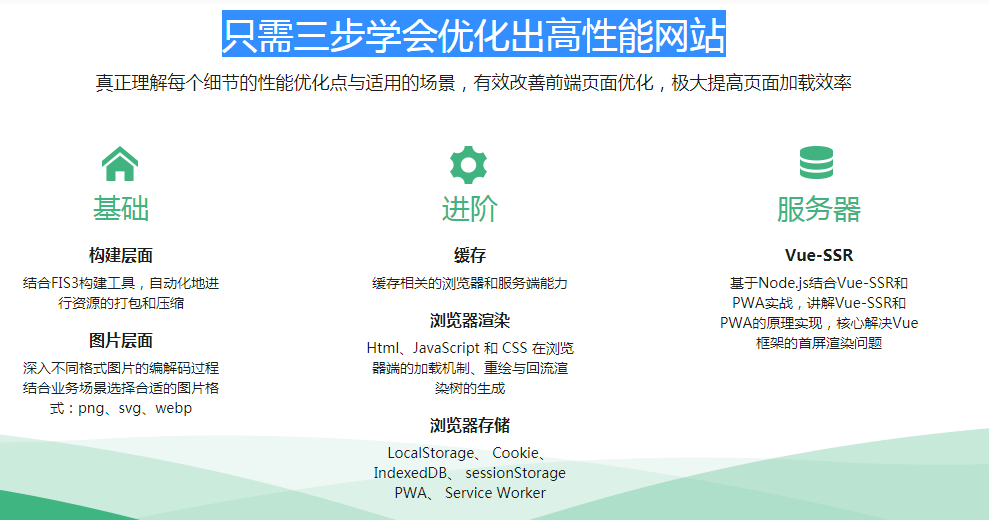 只需三步学会优化出高性能网站
真正理解每个细节的性能优化点与适用的场景，有效改善前端页面优化，极大提高页面加载效率
基础
构建层面
结合FIS3构建工具，自动化地进
行资源的打包和压缩
图片层面
深入不同格式图片的编解码过程
结合业务场景选择合适的图片格
式：png、svg、webp
进阶
缓存
缓存相关的浏览器和服务端能力
浏览器渲染
Html、JavaScript 和 CSS 在浏览
器端的加载机制、重绘与回流渲
染树的生成
浏览器存储
LocalStorage、 Cookie、
IndexedDB、 sessionStorage
PWA、 Service Worker
服务器
Vue-SSR
基于Node.js结合Vue-SSR和
PWA实战，讲解Vue-SSR和
PWA的原理实现，核心解决Vue
框架的首屏渲染问题